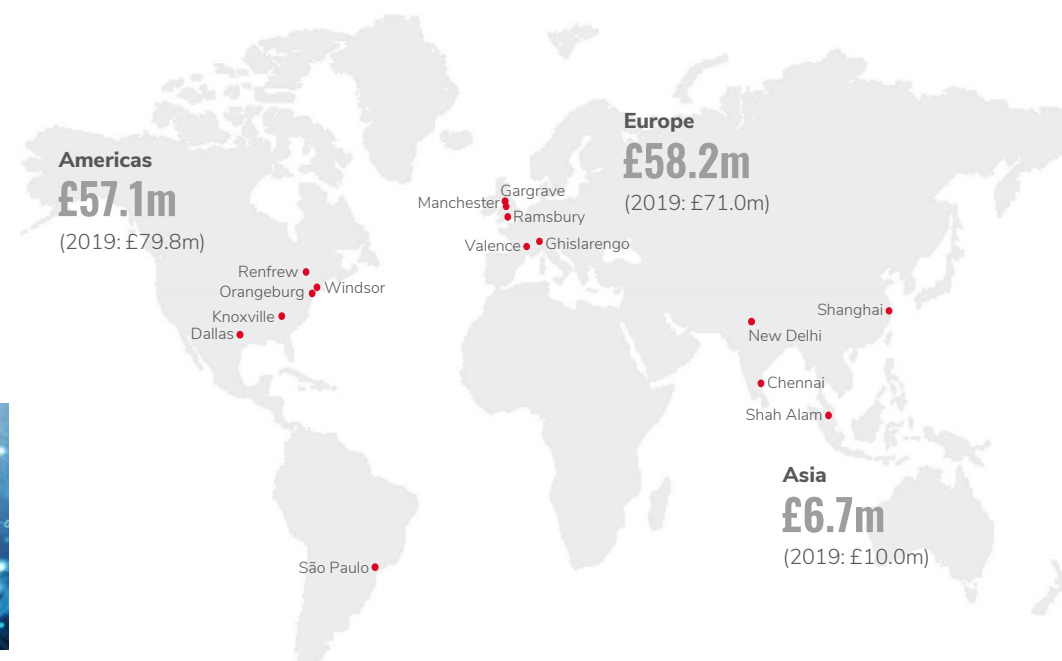 Americas
£57.1m
(2019: £79.8m)
Europe
£58.2m
(2019: £71.0m)
Gargrave
Manchester
Ramsbury
Valence
Ghislarengo
Renfrew
Windsor
Orangeburg
Knoxville
Dallas
Shanghai
New Delhi
Chennai
Shah Alam
Asia
£6.7m
(2019: £10.0m)
São Paulo